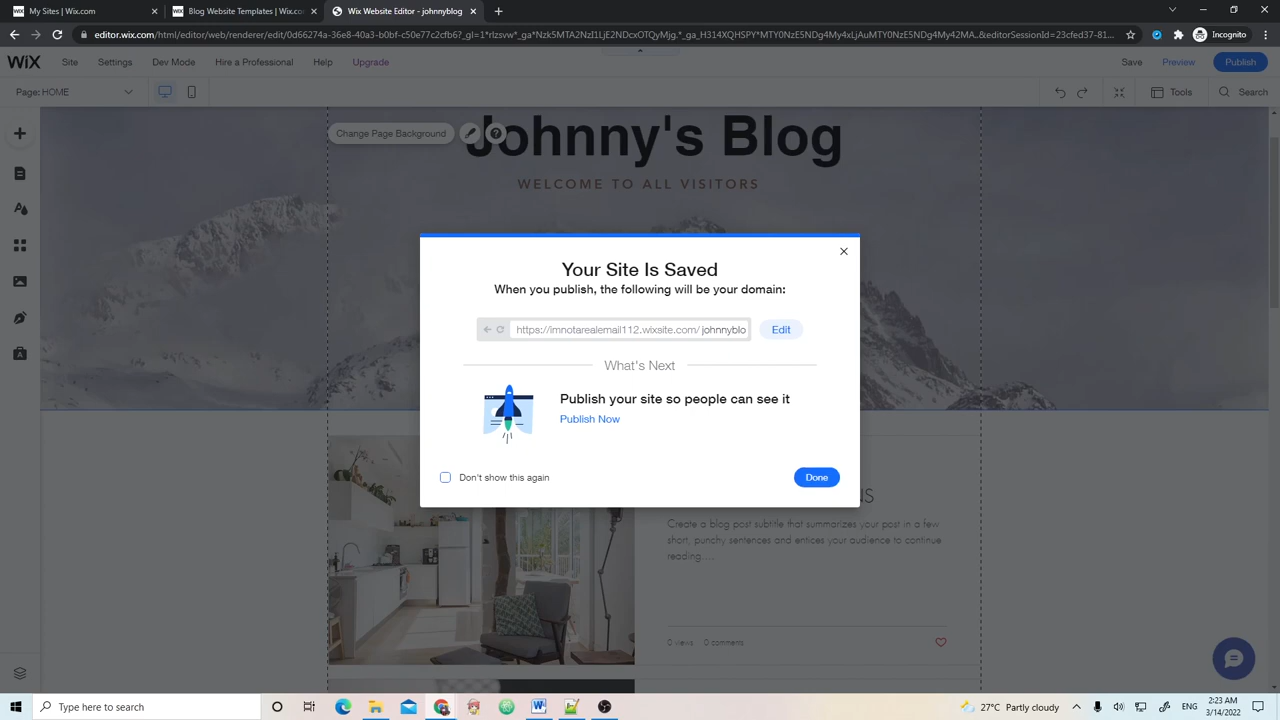 My Sites | Wix.com
Blog Website Templates | Wix.co
Wix Website Editor - johnnyblo
editor.wix.com/html/editor/web/renderer/edit/0d66274a-3b16-43e8-a3ab-b0bf-c50e77c2cfb6?_gl=1*rlzsvw*_ga*Nzk5MTA2NzI1LjE2NDcxOTQyMjg.*_ga_H314XQHSPY*MTY0NzE5NDg4My4xLjAuMTY0NzE5NDg4My42MA..&editorSessionId=23cfed37-81...
Incognito
WiX
Site
Settings
Dev Mode
Hire a Professional
Help
Upgrade
Save
Preview
Publish
Page: HOME
Tools
Search
Change Page Background
Johnny's Blog
WELCOME TO ALL VISITORS
Your Site Is Saved
When you publish, the following will be your domain:
https://imnotarealemail112.wixsite.com/ johnnyblo
Edit
What's Next
Publish your site so people can see it
Publish Now
Don't show this again
Done
Create a blog post subtitle that summarizes your post in a few
short, punchy sentences and entices your audience to continue
reading....
0 views
0 comments
Type here to search
27°C Partly cloudy
ENG
2:23 AM
3/14/2022